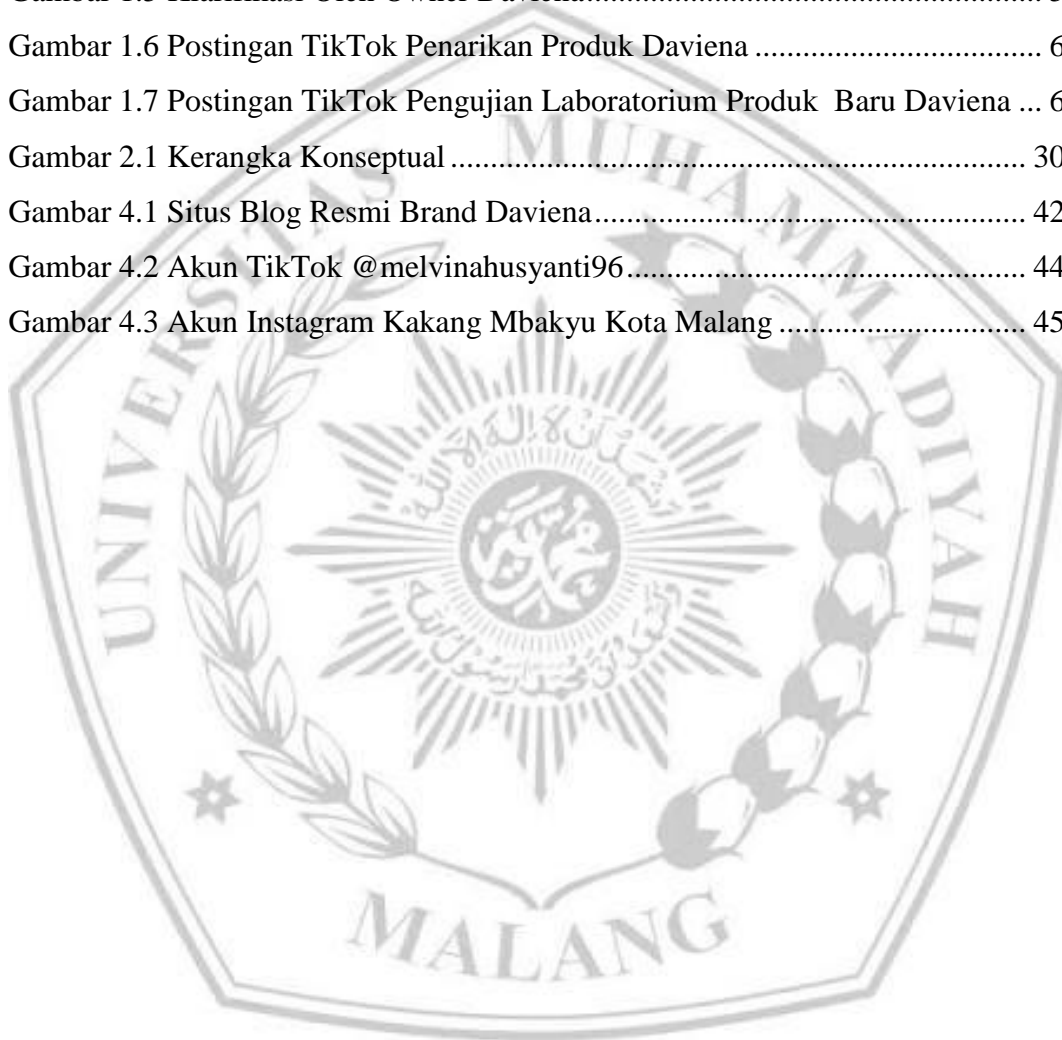 Gambar 1.6 Postingan TikTok Penarikan Produk Daviena .................................. 6
Gambar 1.7 Postingan TikTok Pengujian Laboratorium Produk  Baru Daviena ... 6
Gambar 2.1 Kerangka Konseptual ....................................................................... 30
Gambar 4.1 Situs Blog Resmi Brand Daviena ..................................................... 42
Gambar 4.2 Akun TikTok @melvinahusyanti96 ................................................. 44
Gambar 4.3 Akun Instagram Kakang Mbakyu Kota Malang .............................. 45
UNIVERSITAS MUHAMMADIYAH
MALANG